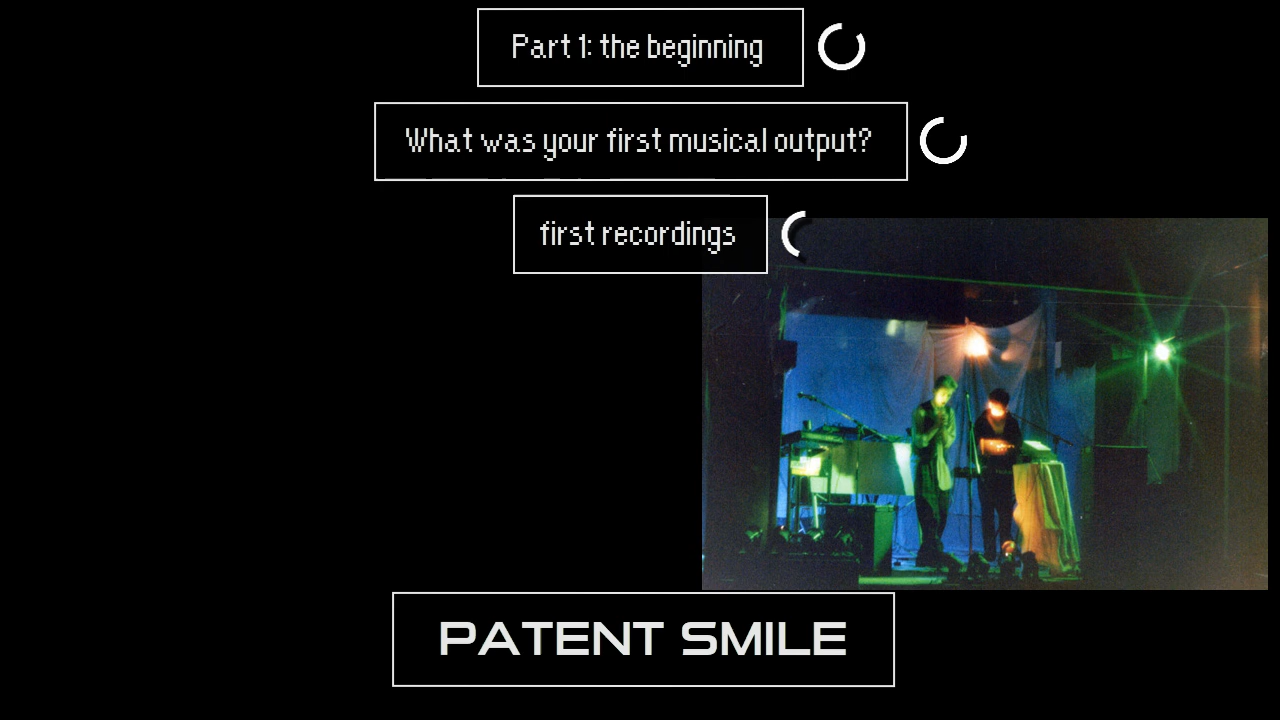 Part 1: the beginning
What was your first musical output?
first recordings
PATENT SMILE